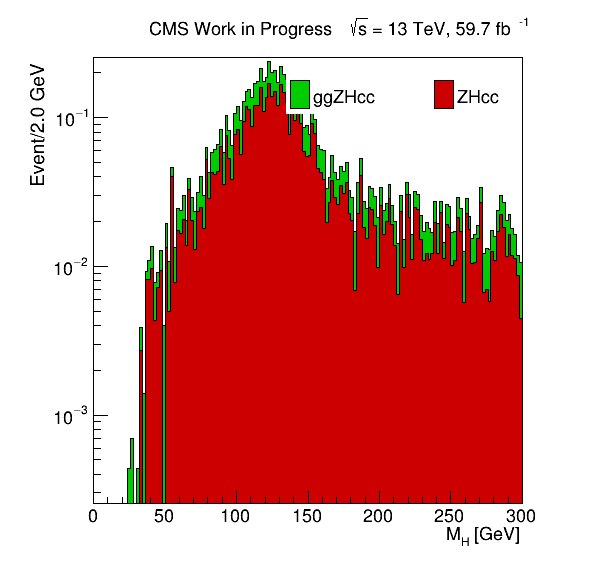 CMS Work in Progress √s = 13 TeV, 59.7 fb⁻¹
Event/2.0 GeV
ggZHcc ZHcc
10⁻¹
10⁻²
10⁻³
0 50 100 150 200 250 300
M_H [GeV]